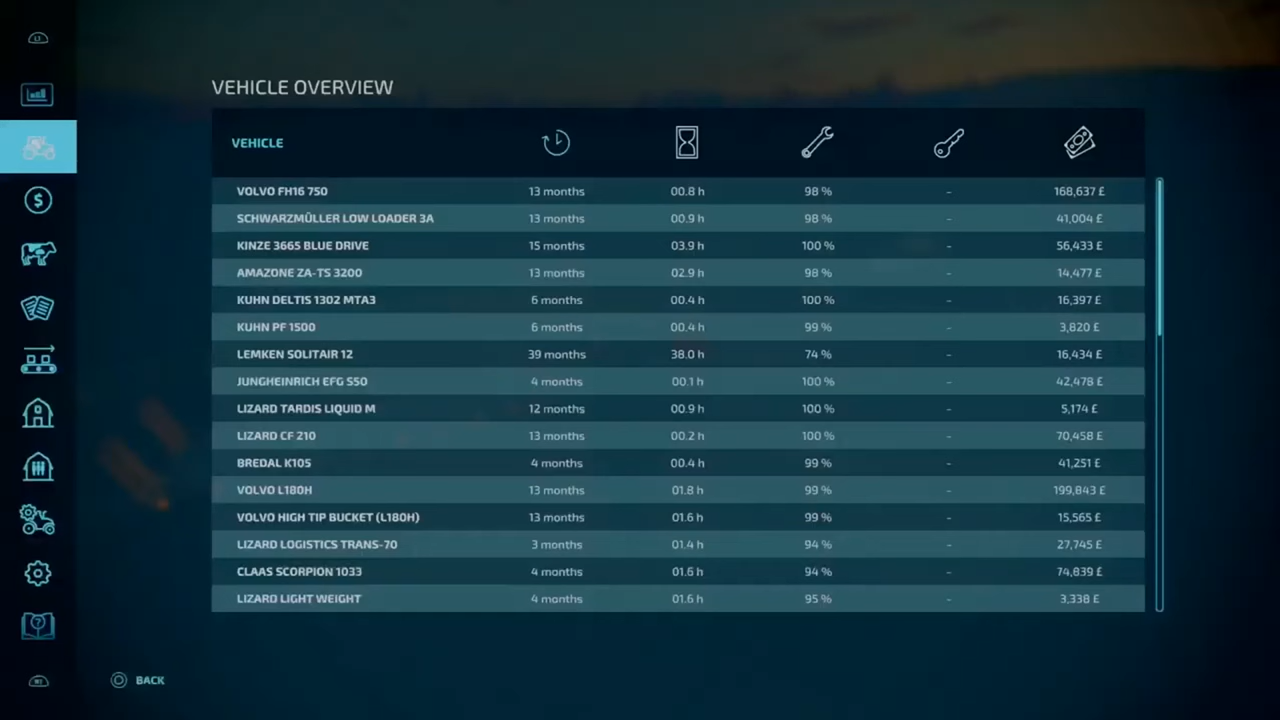 VEHICLE OVERVIEW
VEHICLE
VOLVO FH16 750 13 months 00.8 h 98 % - 168,637 £
SCHWARZMÜLLER LOW LOADER 3A 13 months 00.9 h 98 % - 41,004 £
KINZE 3665 BLUE DRIVE 15 months 03.9 h 100 % - 56,433 £
AMAZONE ZA-TS 3200 13 months 02.9 h 98 % - 14,477 £
KUHN DELTIS 1302 MTA3 6 months 00.4 h 100 % - 16,397 £
KUHN PF 1500 6 months 00.4 h 99 % - 3,820 £
LEMKEN SOLITAIR 12 39 months 38.0 h 74 % - 16,434 £
JUNGHEINRICH EFG S50 4 months 00.1 h 100 % - 42,478 £
LIZARD TARDIS LIQUID M 12 months 00.9 h 100 % - 5,174 £
LIZARD CF 210 13 months 00.2 h 100 % - 70,458 £
BREDAL K105 4 months 00.4 h 99 % - 41,251 £
VOLVO L180H 13 months 01.8 h 99 % - 199,843 £
VOLVO HIGH TIP BUCKET (L180H) 13 months 01.6 h 99 % - 15,565 £
LIZARD LOGISTICS TRANS-70 3 months 01.4 h 94 % - 27,745 £
CLAAS SCORPION 1033 4 months 01.6 h 94 % - 74,839 £
LIZARD LIGHT WEIGHT 4 months 01.6 h 95 % - 3,338 £
BACK